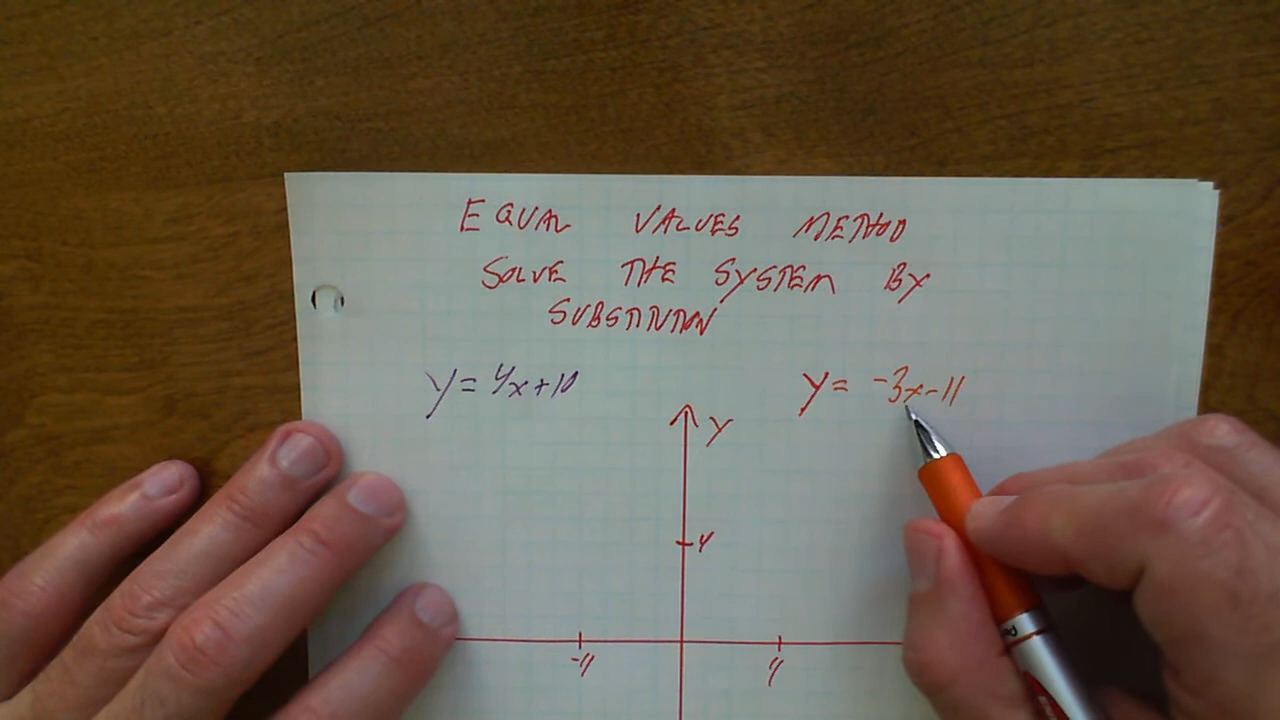 EQUAL VALUES METHOD
SOLVE THE SYSTEM BY
SUBSTITUTION
y = 4x+10
y = -3x-11
Y
4
-4
4